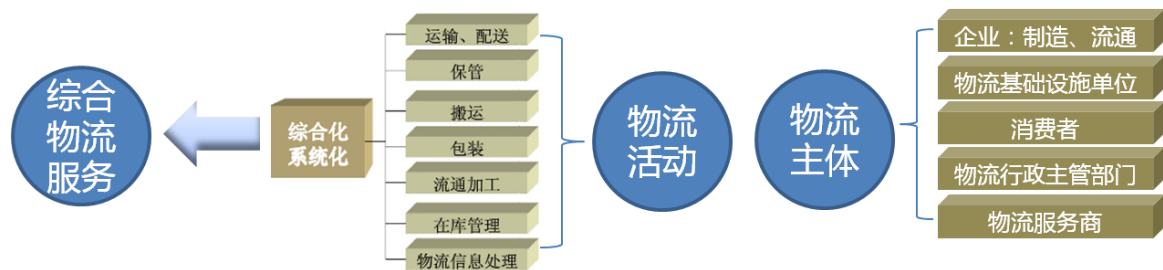 综合
物流
服务
综合化
系统化
运输、配送
保管
搬运
包装
流通加工
在库管理
物流信息处理
物流
活动
物流
主体
企业：制造、流通
物流基础设施单位
消费者
物流行政主管部门
物流服务商